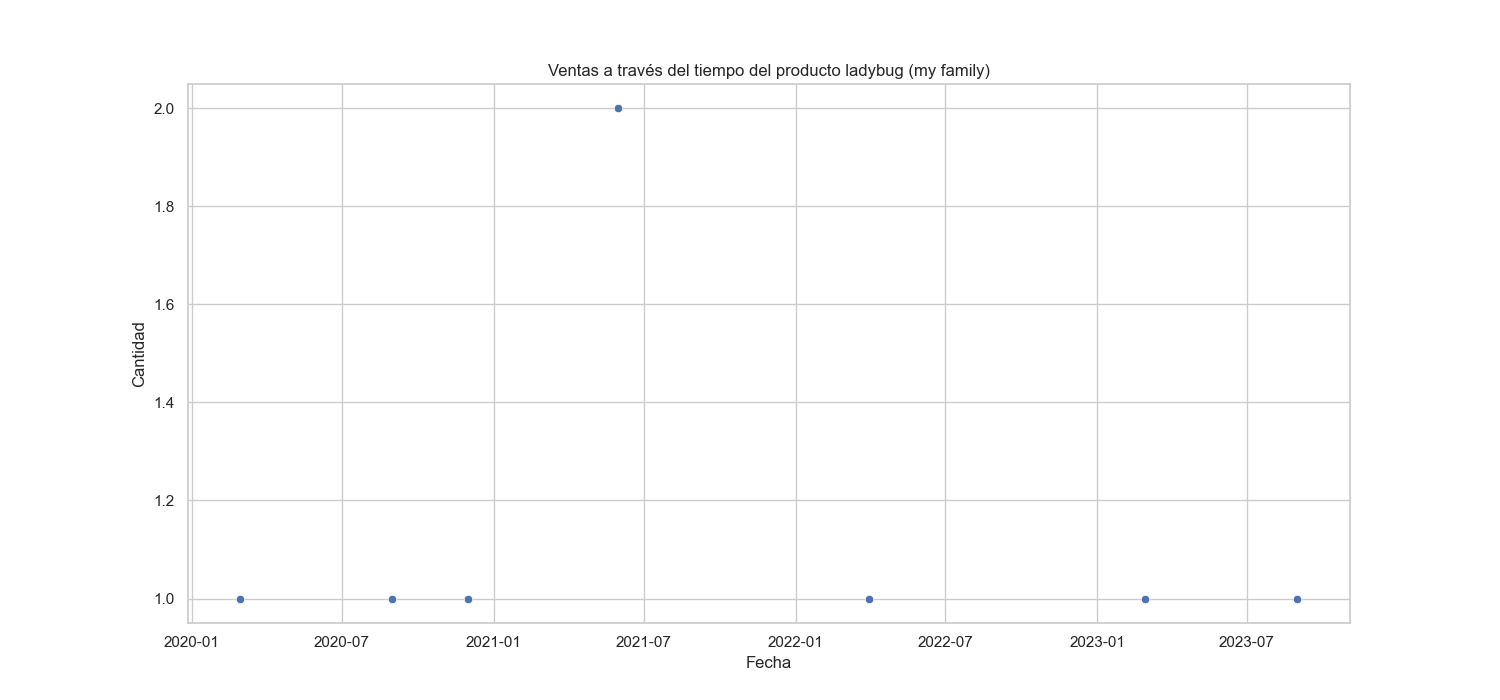 Ventas a través del tiempo del producto ladybug (my family)
2.0
1.8
1.6
1.4
1.2
1.0
Cantidad
2020-01 2020-07 2021-01 2021-07 2022-01 2022-07 2023-01 2023-07
Fecha